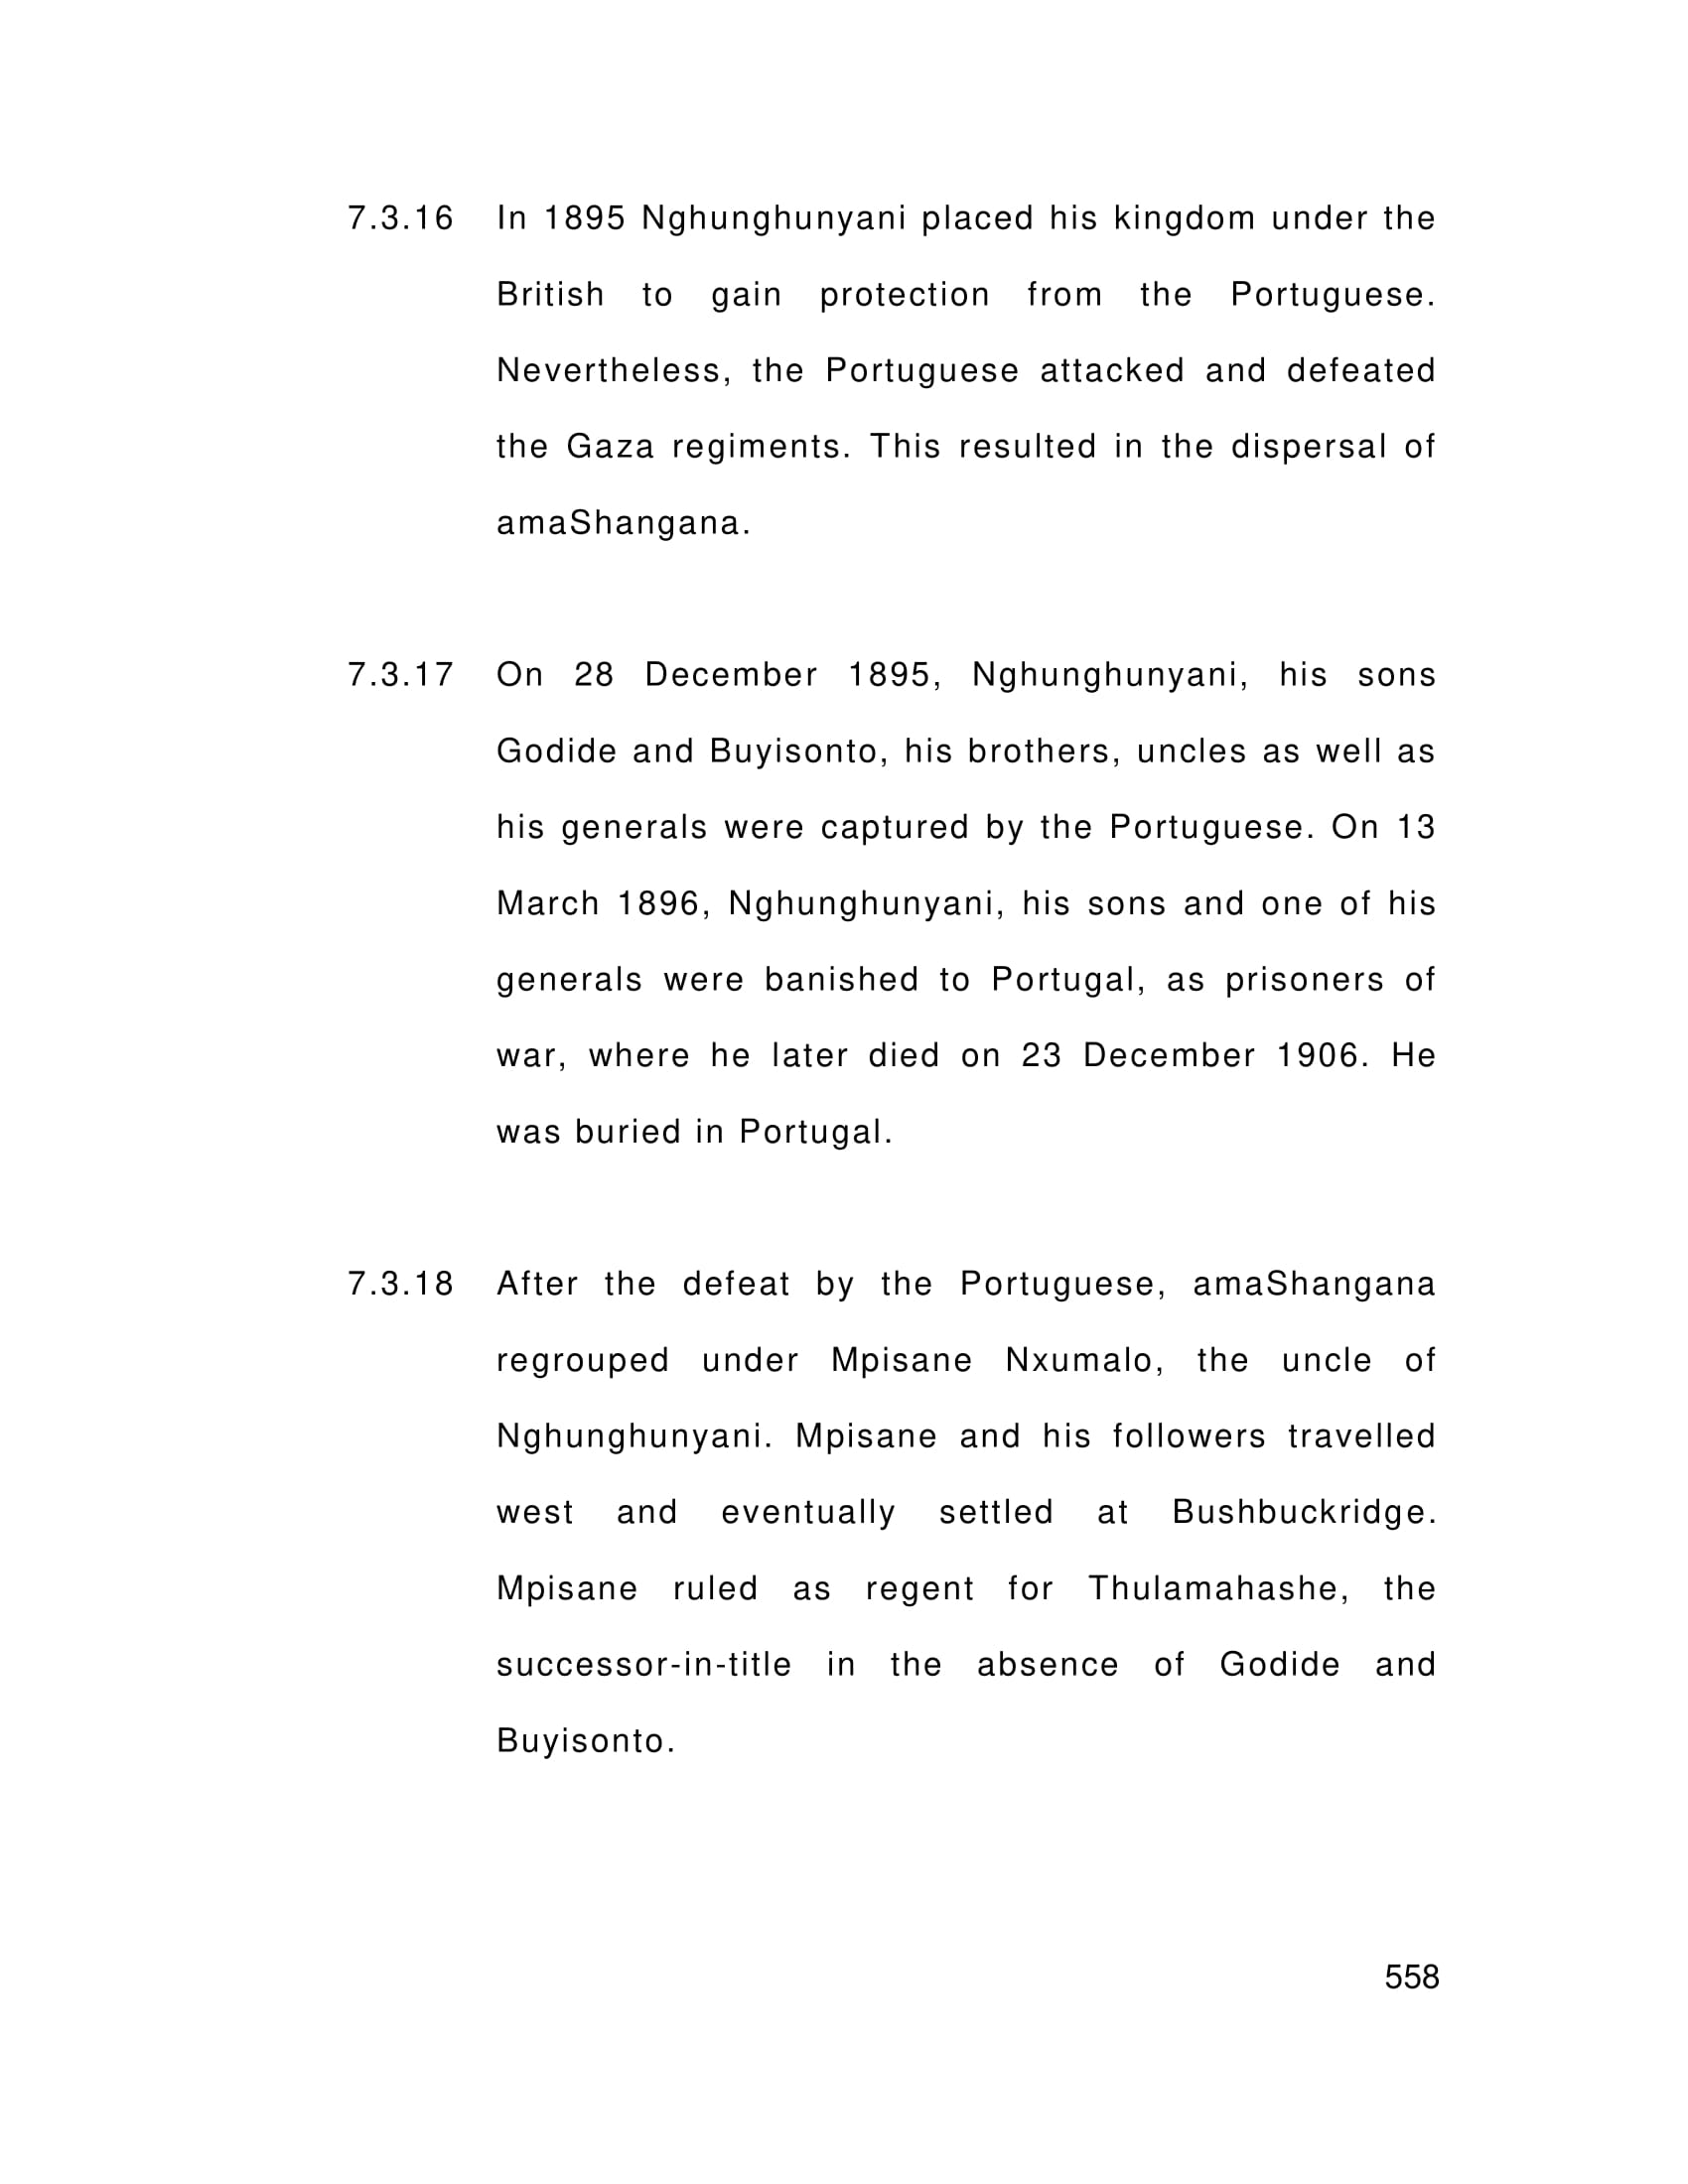 7.3.16 In 1895 Nghunghunyani placed his kingdom under the
British to gain protection from the Portuguese.
Nevertheless, the Portuguese attacked and defeated
the Gaza regiments. This resulted in the dispersal of
amaShangana.
7.3.17 On 28 December 1895, Nghunghunyani, his sons
Godide and Buyisonto, his brothers, uncles as well as
his generals were captured by the Portuguese. On 13
March 1896, Nghunghunyani, his sons and one of his
generals were banished to Portugal, as prisoners of
war, where he later died on 23 December 1906. He
was buried in Portugal.
7.3.18 After the defeat by the Portuguese, amaShangana
regrouped under Mpisane Nxumalo, the uncle of
Nghunghunyani. Mpisane and his followers travelled
west and eventually settled at Bushbuckridge.
Mpisane ruled as regent for Thulamahashe, the
successor-in-title in the absence of Godide and
Buyisonto.
558